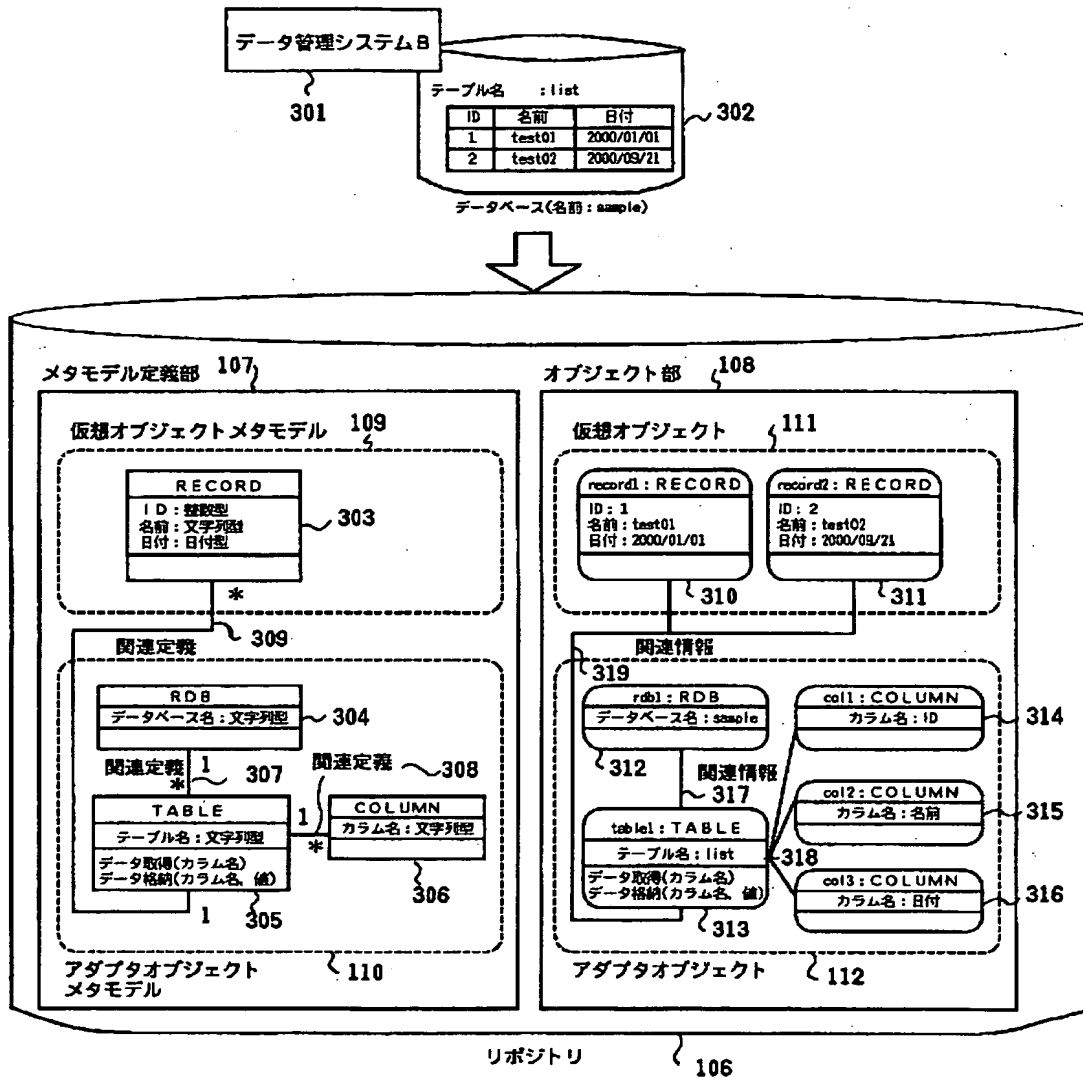 データ管理システムB
301
テーブル名 :list
ID 名前 日付
1 test01 2000/01/01
2 test02 2000/09/21
302
データベース(名前:sample)
メタモデル定義部 107
仮想オブジェクトメタモデル
109
RECORD
ID:整数型
名前:文字列型
日付:日付型
303
*
309
関連定義
RDB
データベース名:文字列型
304
関連定義 1
* 307
関連定義 308
TABLE
テーブル名:文字列型
データ取得(カラム名)
データ格納(カラム名、値)
1
*
COLUMN
カラム名:文字列型
306
1
305
110
アダプタオブジェクト
メタモデル
オブジェクト部 108
仮想オブジェクト 111
record1:RECORD
ID:1
名前:test01
日付:2000/01/01
310
record2:RECORD
ID:2
名前:test02
日付:2000/09/21
311
関連情報
319
rdb1:RDB
データベース名:sample
312
関連情報
317
table1:TABLE
テーブル名:list
データ取得(カラム名)
データ格納(カラム名、値)
313
318
col1:COLUMN
カラム名:ID
314
col2:COLUMN
カラム名:名前
315
col3:COLUMN
カラム名:日付
316
アダプタオブジェクト 112
リポジトリ
106